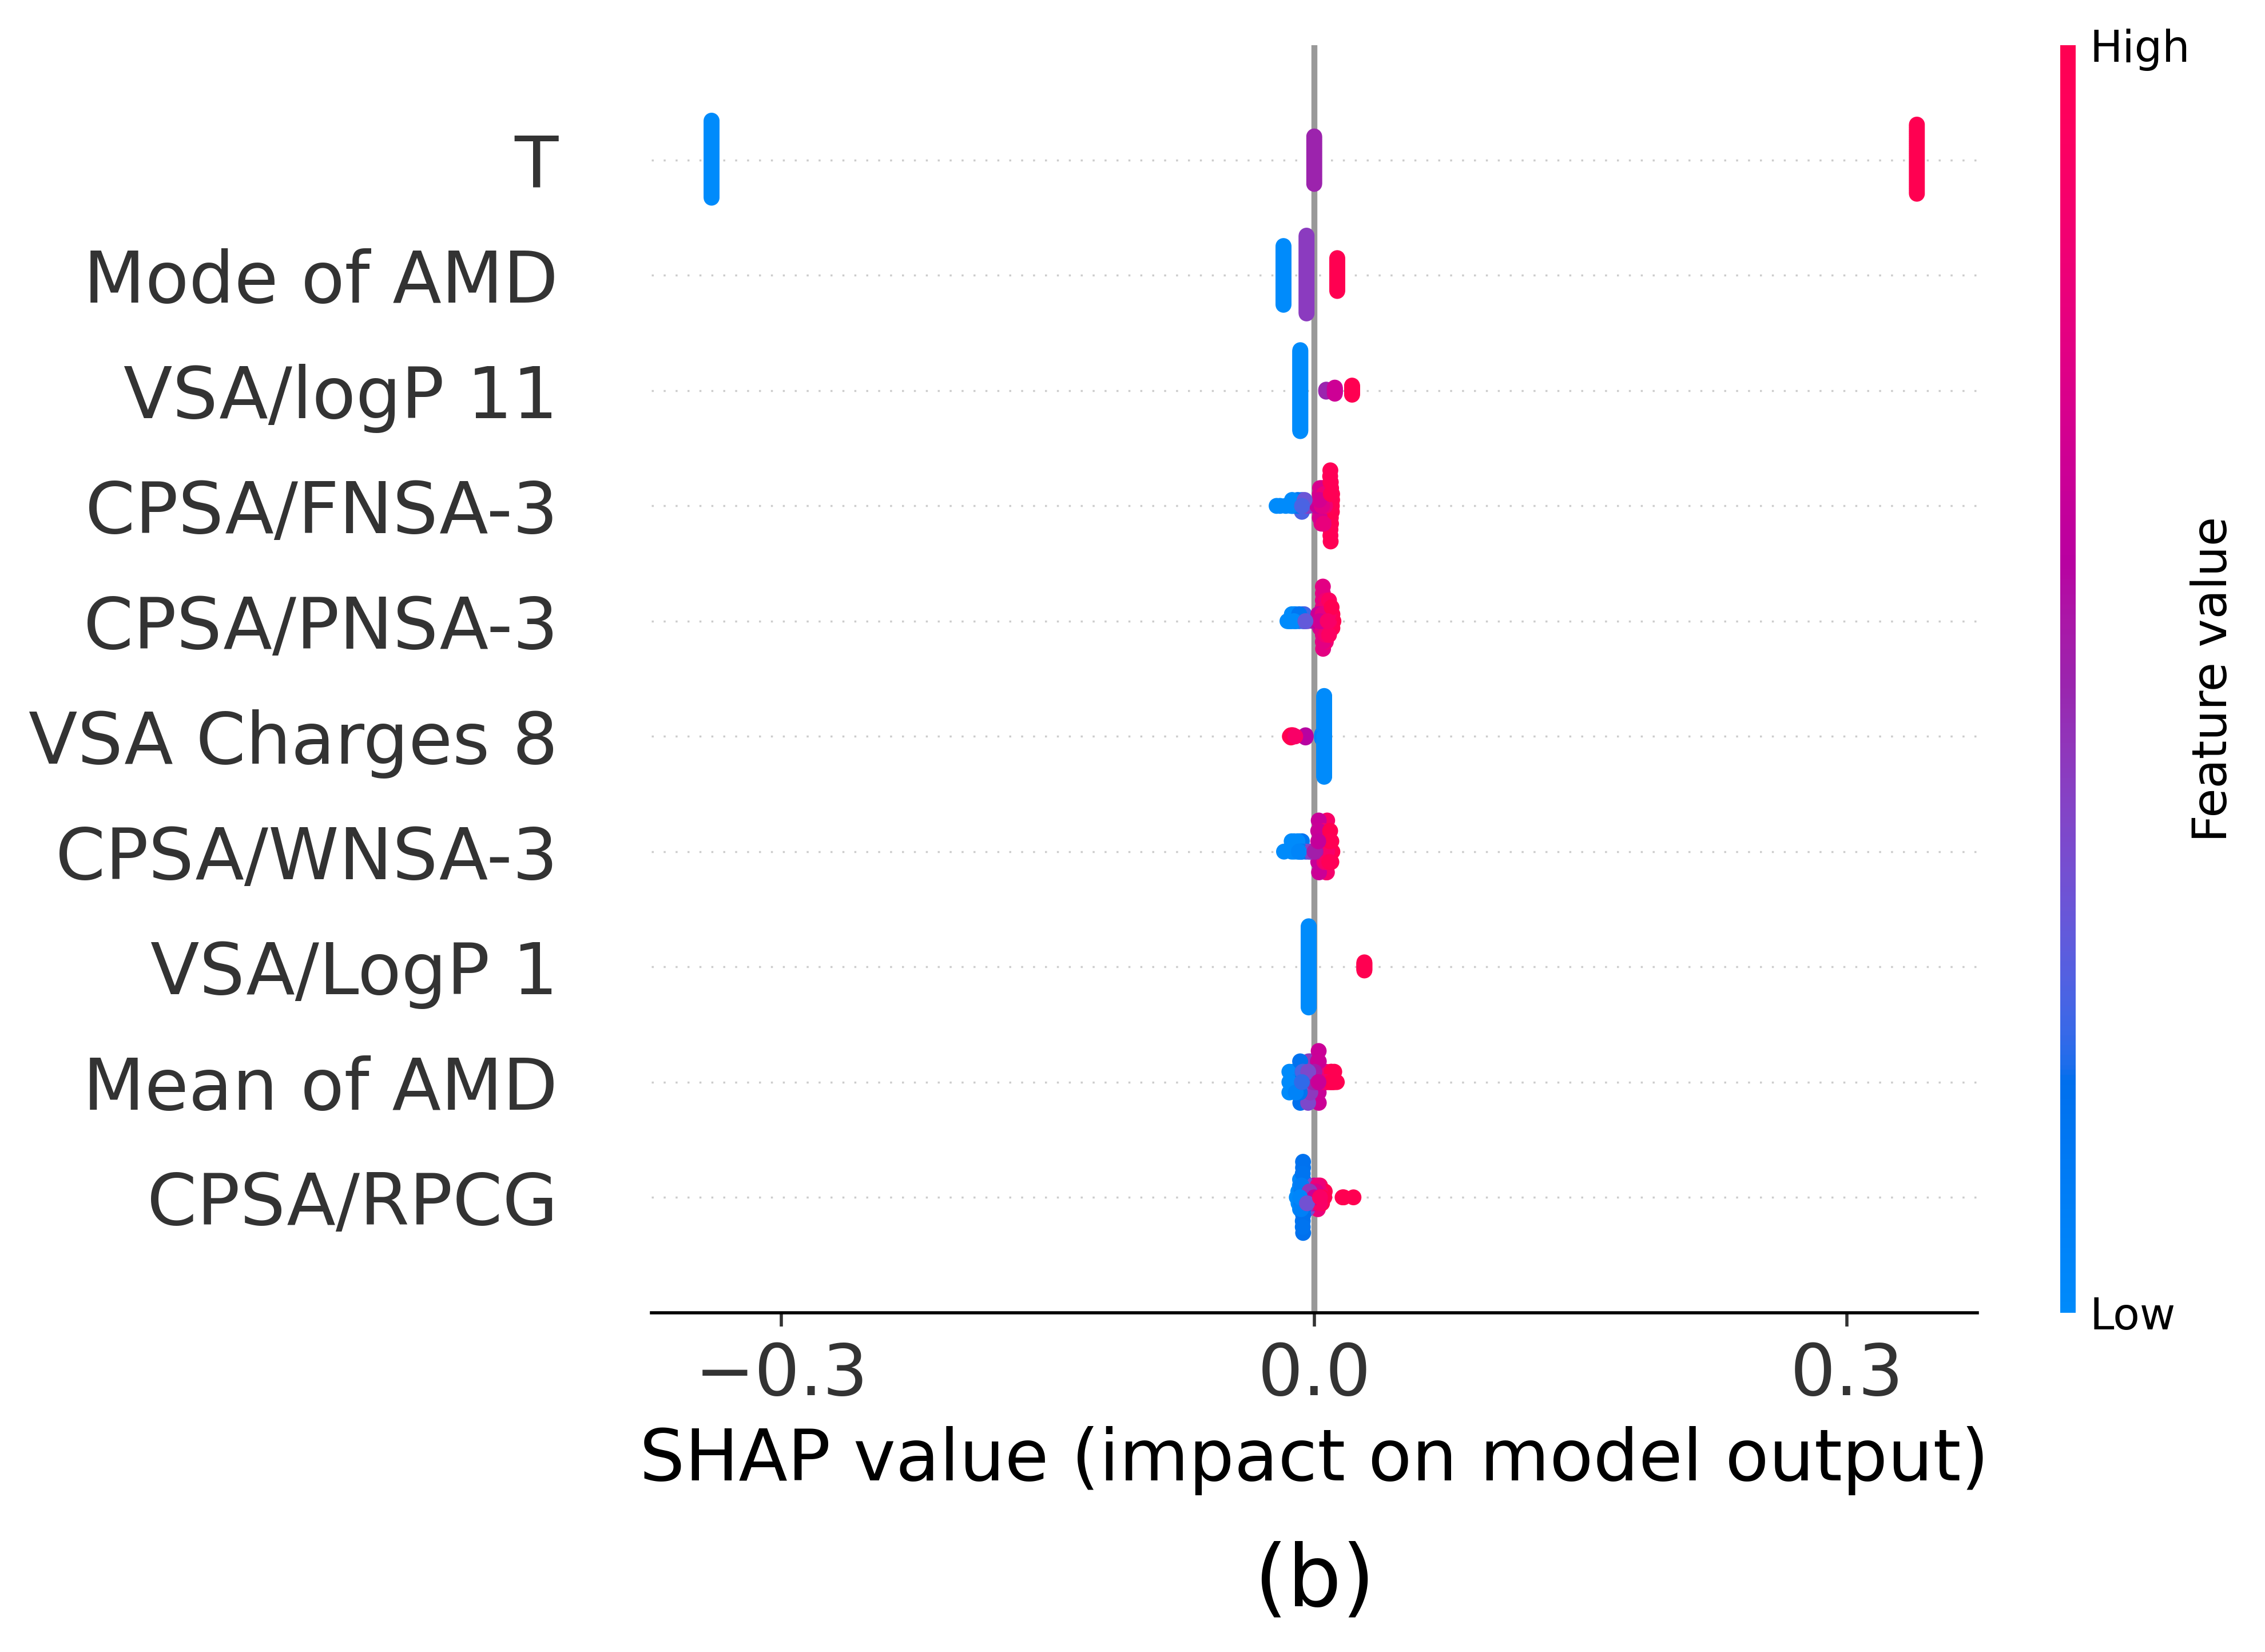 High
T
Mode of AMD
VSA/logP 11
CPSA/FNSA-3
CPSA/PNSA-3
VSA Charges 8
CPSA/WNSA-3
VSA/LogP 1
Mean of AMD
CPSA/RPCG
Feature value
Low
−0.3 0.0 0.3
SHAP value (impact on model output)
(b)